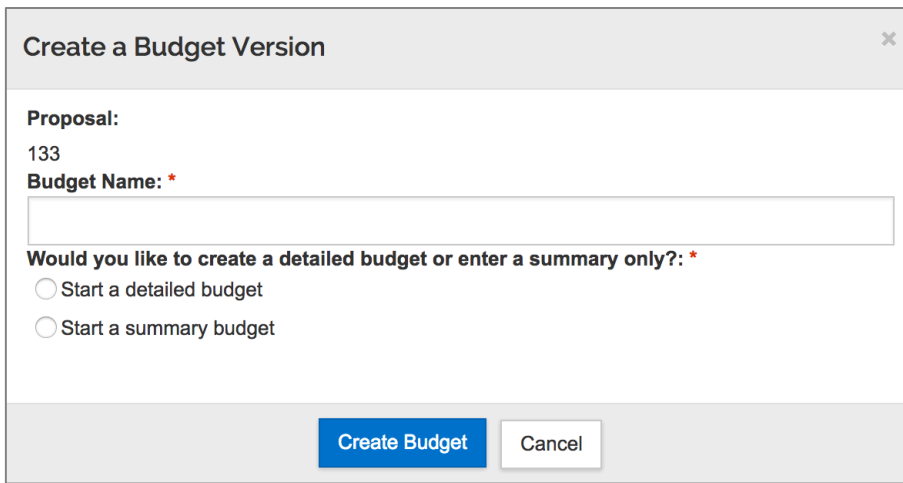 Create a Budget Version
×
Proposal:
133
Budget Name: *
Would you like to create a detailed budget or enter a summary only?: *
Start a detailed budget
Start a summary budget
Create Budget Cancel